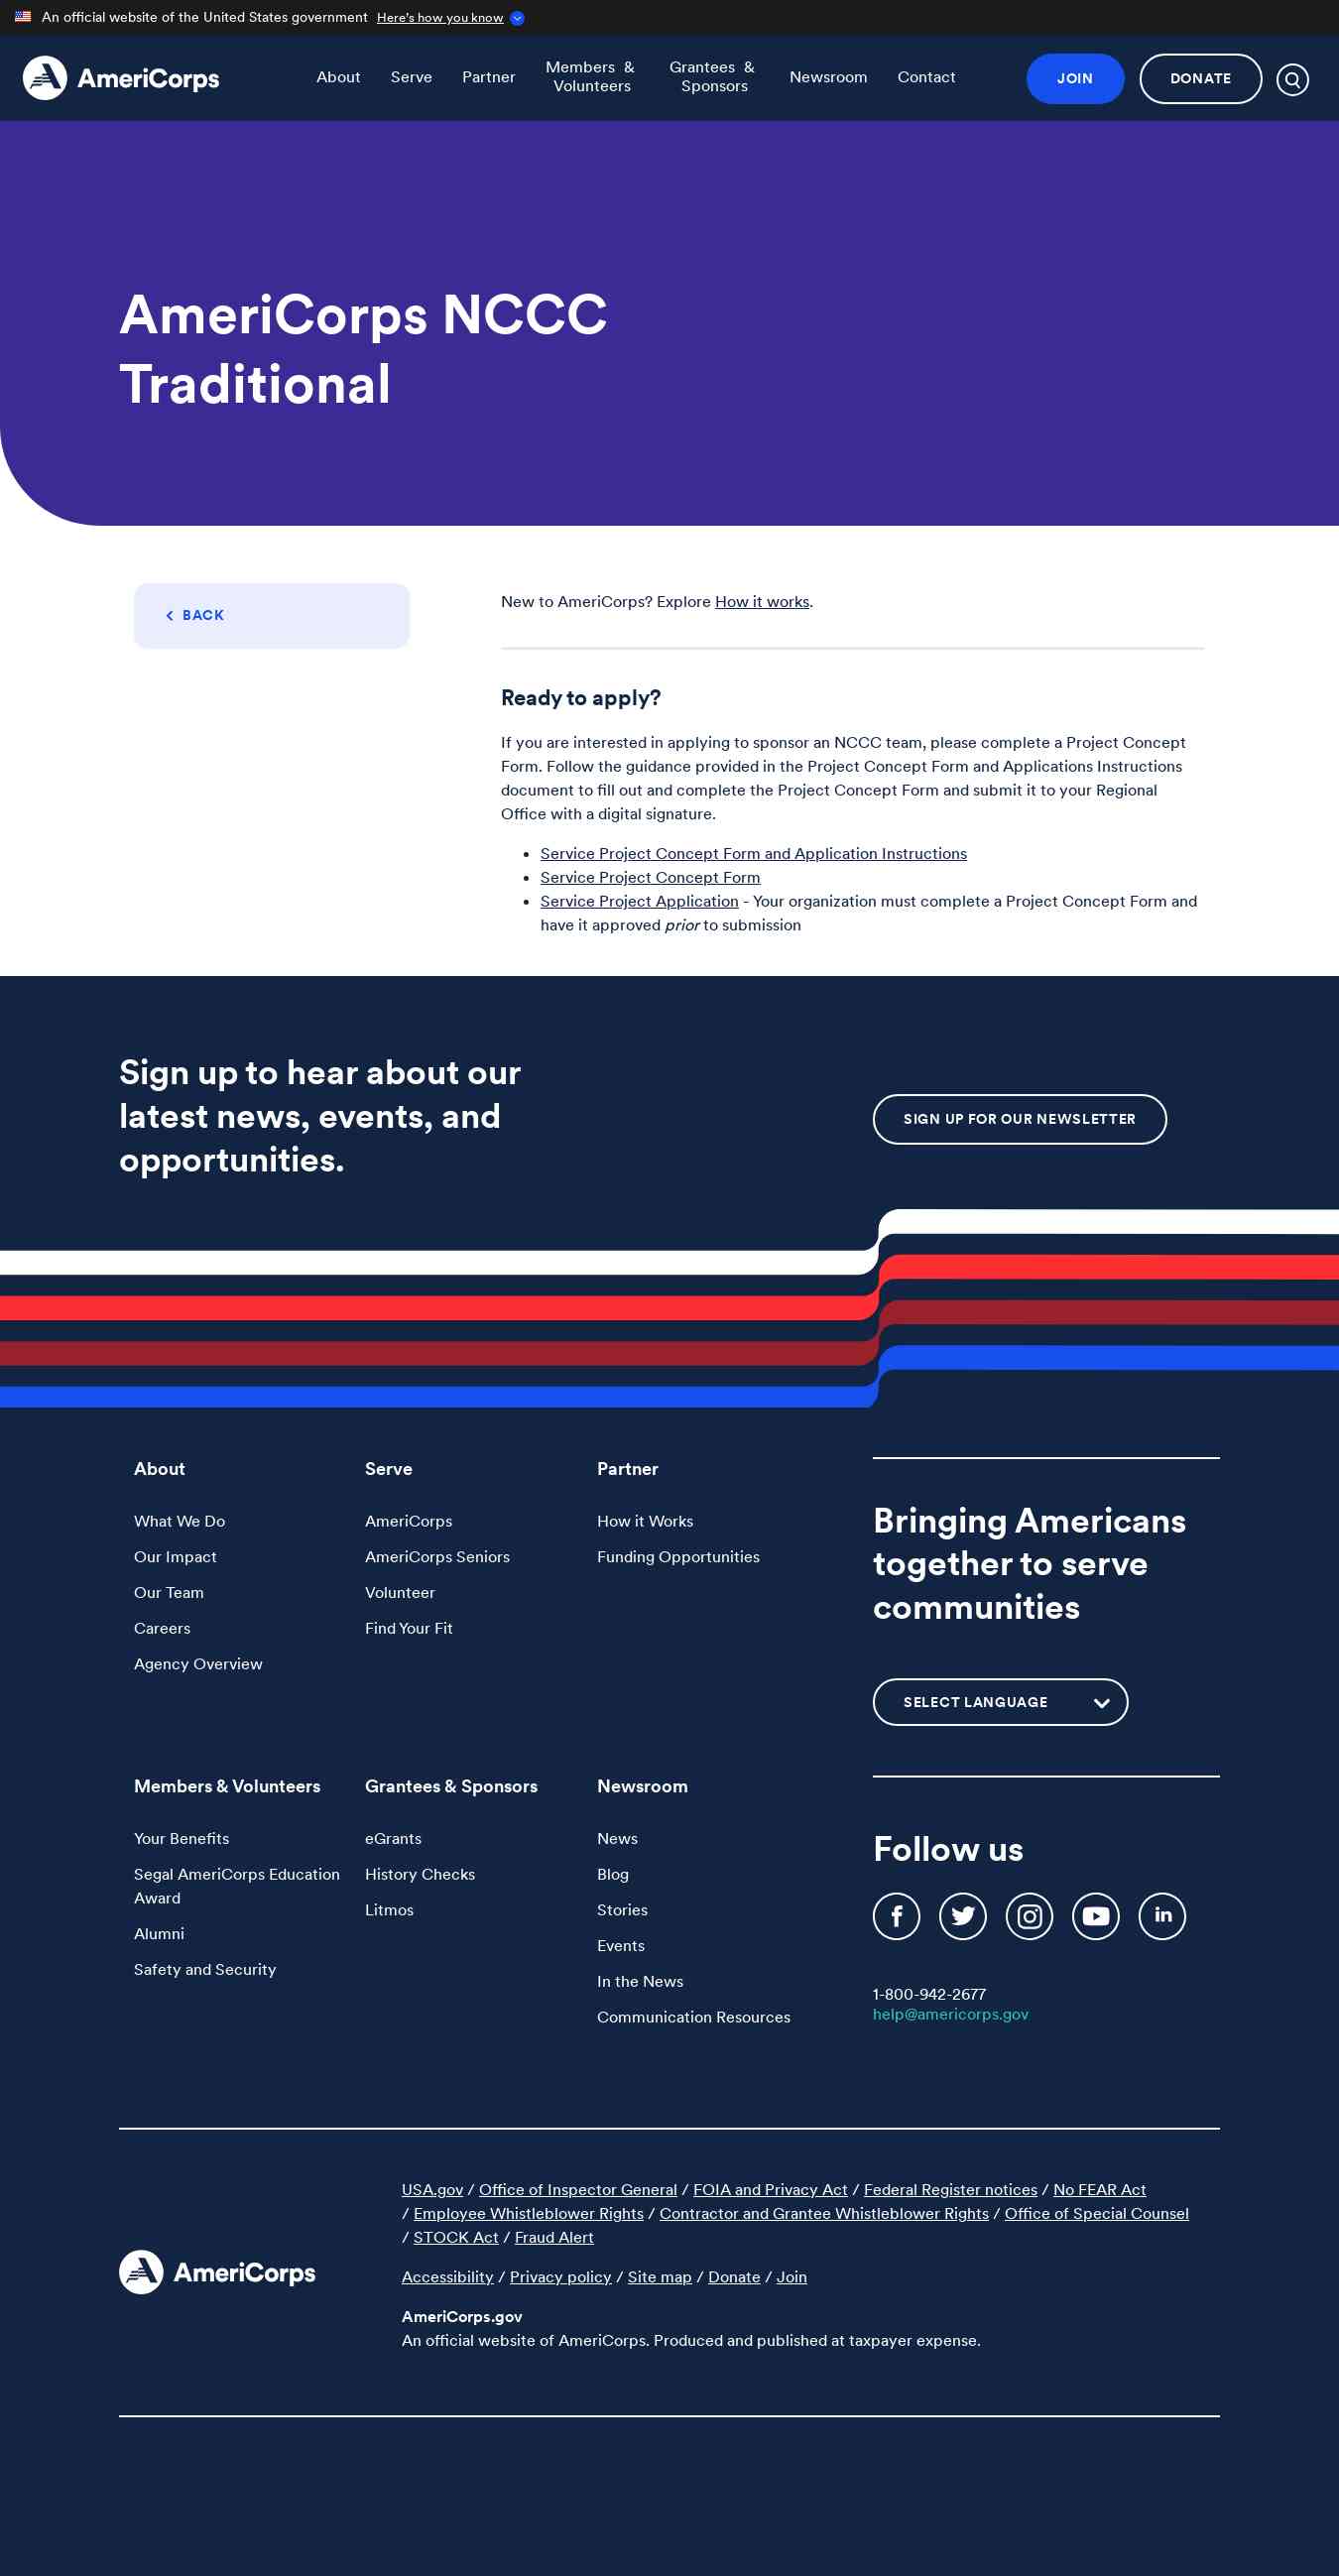 An official website of the United States government Here's how you know
AmeriCorps
About
Serve
Partner
Members & Volunteers
Grantees & Sponsors
Newsroom
Contact
JOIN
DONATE
AmeriCorps NCCC
Traditional
BACK
New to AmeriCorps? Explore How it works.
Ready to apply?
If you are interested in applying to sponsor an NCCC team, please complete a Project Concept
Form. Follow the guidance provided in the Project Concept Form and Applications Instructions
document to fill out and complete the Project Concept Form and submit it to your Regional
Office with a digital signature.
Service Project Concept Form and Application Instructions
Service Project Concept Form
Service Project Application - Your organization must complete a Project Concept Form and
have it approved prior to submission
Sign up to hear about our
latest news, events, and
opportunities.
SIGN UP FOR OUR NEWSLETTER
About
What We Do
Our Impact
Our Team
Careers
Agency Overview
Serve
AmeriCorps
AmeriCorps Seniors
Volunteer
Find Your Fit
Partner
How it Works
Funding Opportunities
Bringing Americans
together to serve
communities
SELECT LANGUAGE
Members & Volunteers
Your Benefits
Segal AmeriCorps Education
Award
Alumni
Safety and Security
Grantees & Sponsors
eGrants
History Checks
Litmos
Newsroom
News
Blog
Stories
Events
In the News
Communication Resources
Follow us
1-800-942-2677
help@americorps.gov
AmeriCorps
USA.gov / Office of Inspector General / FOIA and Privacy Act / Federal Register notices / No FEAR Act
/ Employee Whistleblower Rights / Contractor and Grantee Whistleblower Rights / Office of Special Counsel
/ STOCK Act / Fraud Alert
Accessibility / Privacy policy / Site map / Donate / Join
AmeriCorps.gov
An official website of AmeriCorps. Produced and published at taxpayer expense.